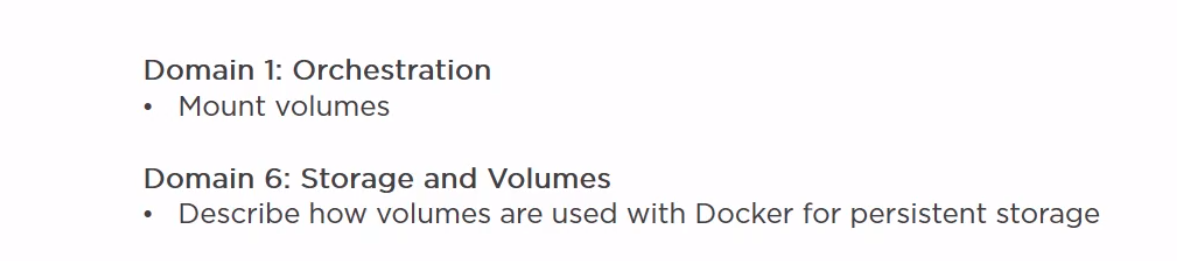 Domain 1: Orchestration
• Mount volumes
Domain 6: Storage and Volumes
• Describe how volumes are used with Docker for persistent storage